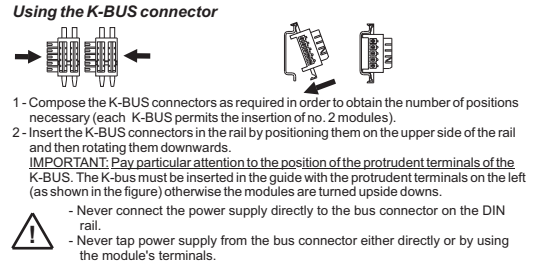 Using the K-BUS connector
1 - Compose the K-BUS connectors as required in order to obtain the number of positions
necessary (each K-BUS permits the insertion of no. 2 modules).
2 - Insert the K-BUS connectors in the rail by positioning them on the upper side of the rail
and then rotating them downwards.
IMPORTANT: Pay particular attention to the position of the protrudent terminals of the
K-BUS. The K-bus must be inserted in the guide with the protrudent terminals on the left
(as shown in the figure) otherwise the modules are turned upside downs.
- Never connect the power supply directly to the bus connector on the DIN
rail.
- Never tap power supply from the bus connector either directly or by using
the module's terminals.